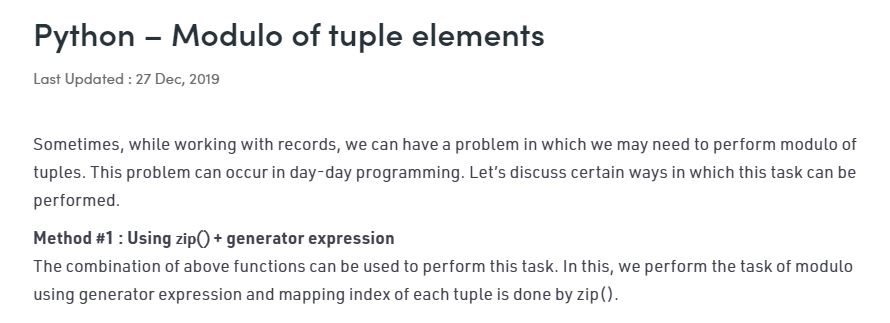 Python – Modulo of tuple elements
Last Updated : 27 Dec, 2019
Sometimes, while working with records, we can have a problem in which we may need to perform modulo of
tuples. This problem can occur in day-day programming. Let’s discuss certain ways in which this task can be
performed.
Method #1 : Using zip() + generator expression
The combination of above functions can be used to perform this task. In this, we perform the task of modulo
using generator expression and mapping index of each tuple is done by zip().